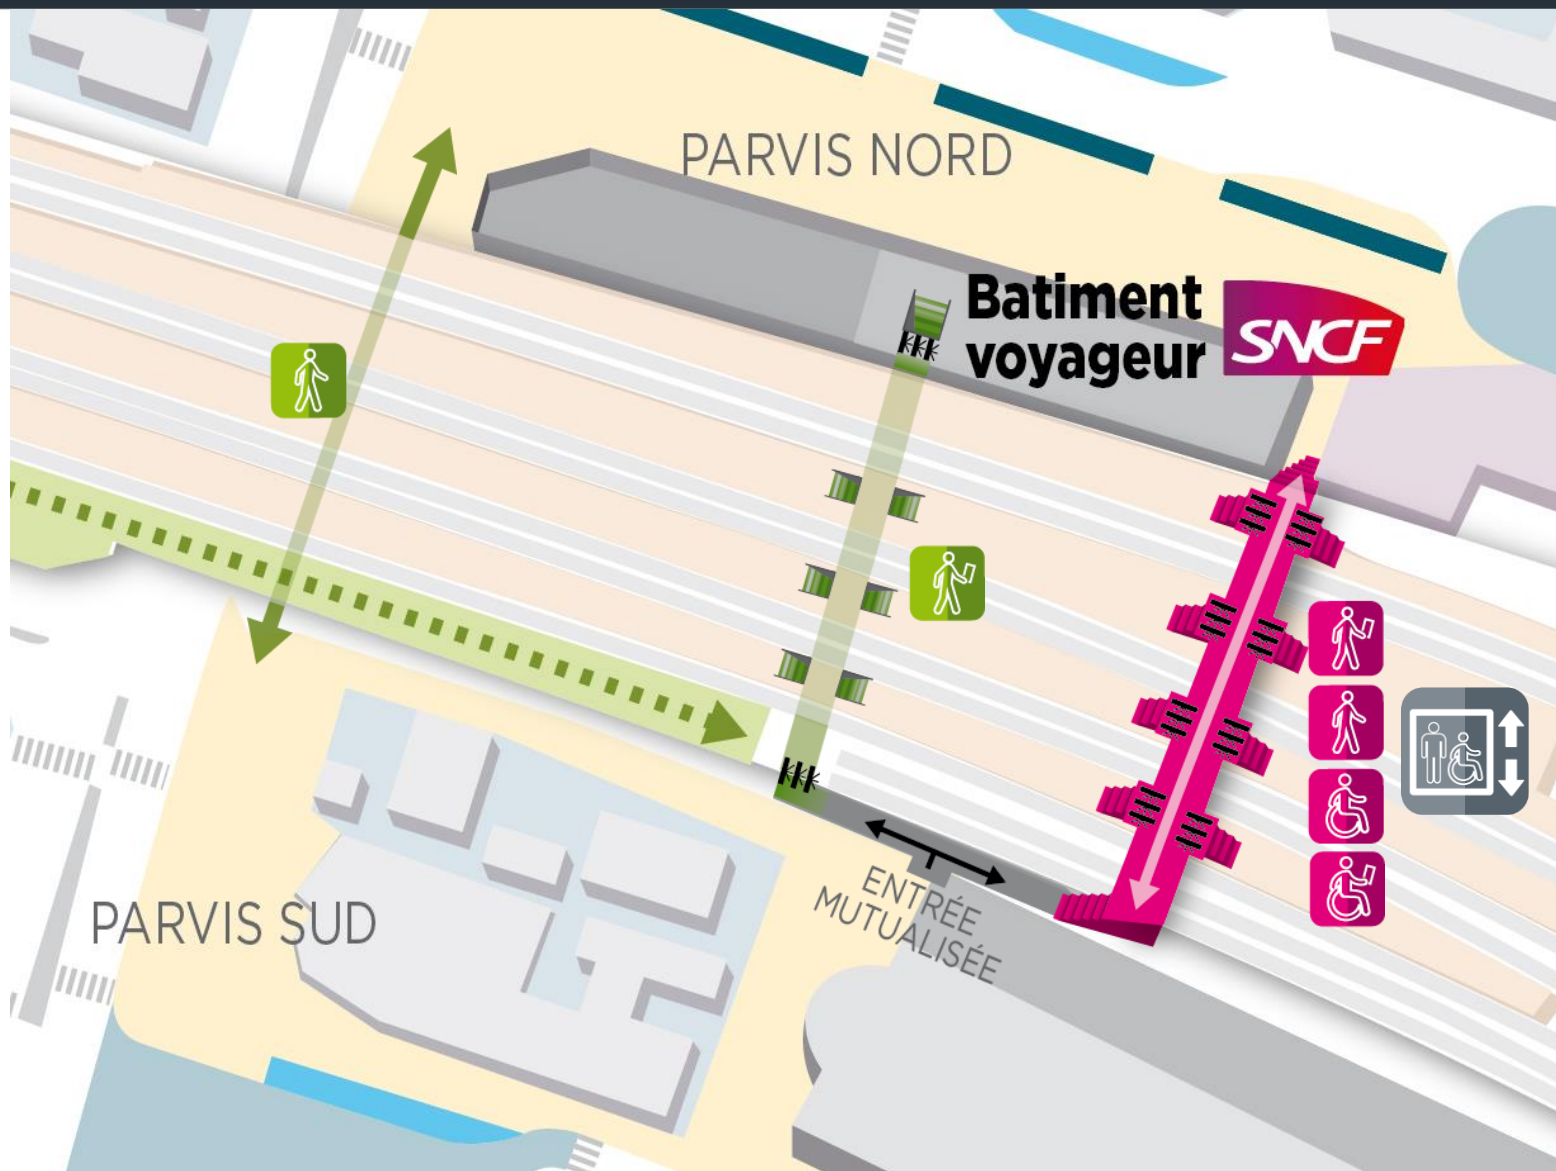 PARVIS NORD
Batiment
voyageur
SNCF
PARVIS SUD
ENTRÉE
MUTUALISÉE